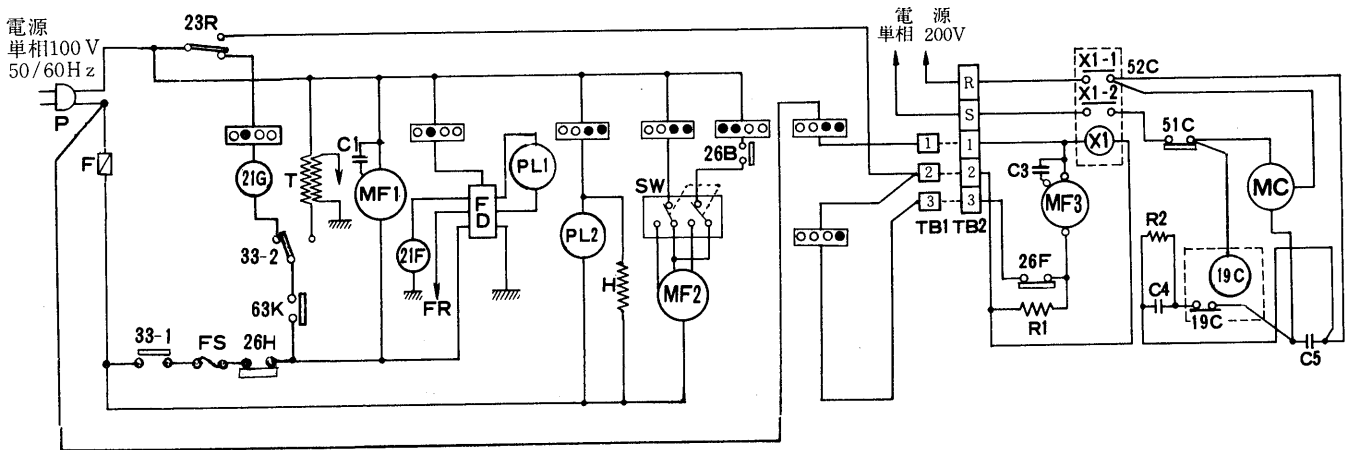 電源
単相100V
50/60Hz
P
F
23R
21G
T
33-2
63K
33-1
FS
26H
C1
MF1
21F
FR
FD
PL1
PL2
H
SW
26B
MF2
電 源
単相 200V
R
S
1
2
3
1
2
3
TB1 TB2
X1-1
52C
X1-2
X1
C3
MF3
26F
R1
51C
MC
R2
C4
19C
19C
C5